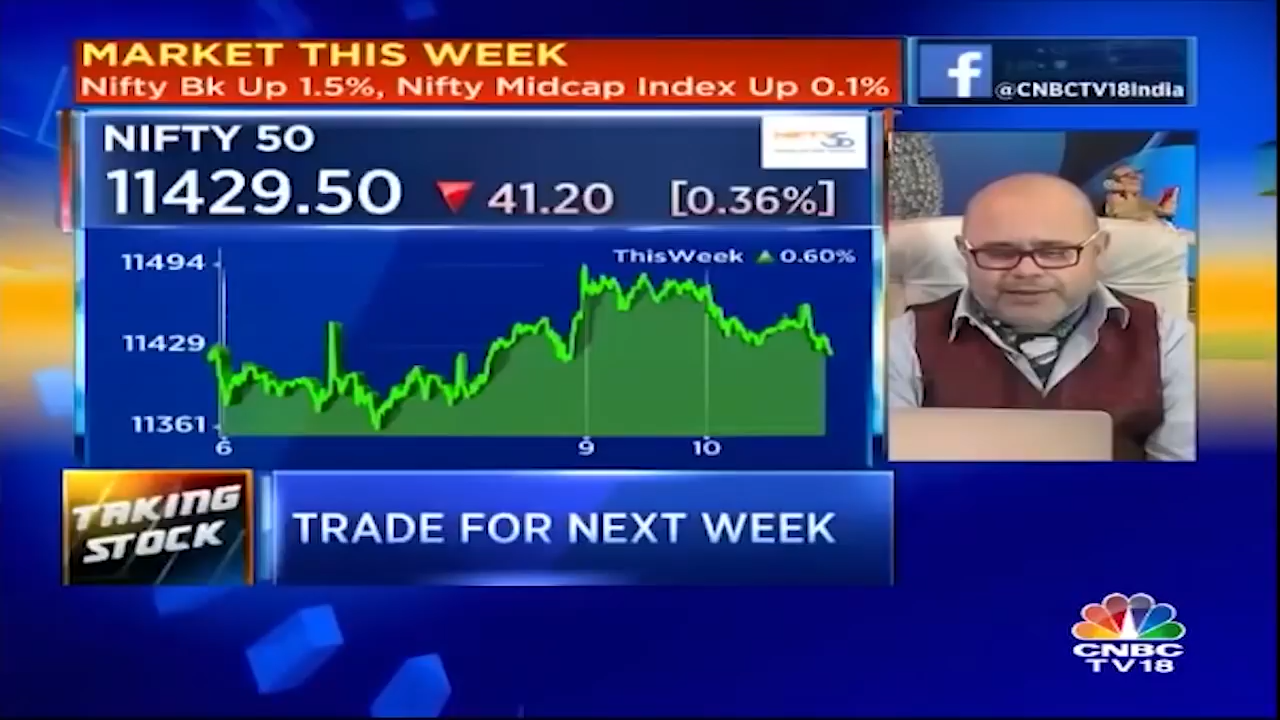 MARKET THIS WEEK
Nifty Bk Up 1.5%, Nifty Midcap Index Up 0.1%
f
@CNBCTV18India
NIFTY 50
11429.50 ▼ 41.20 [0.36%]
ThisWeek ▲ 0.60%
11494
11429
11361
6 9 10
TAKING
STOCK
TRADE FOR NEXT WEEK
CNBC
TV18